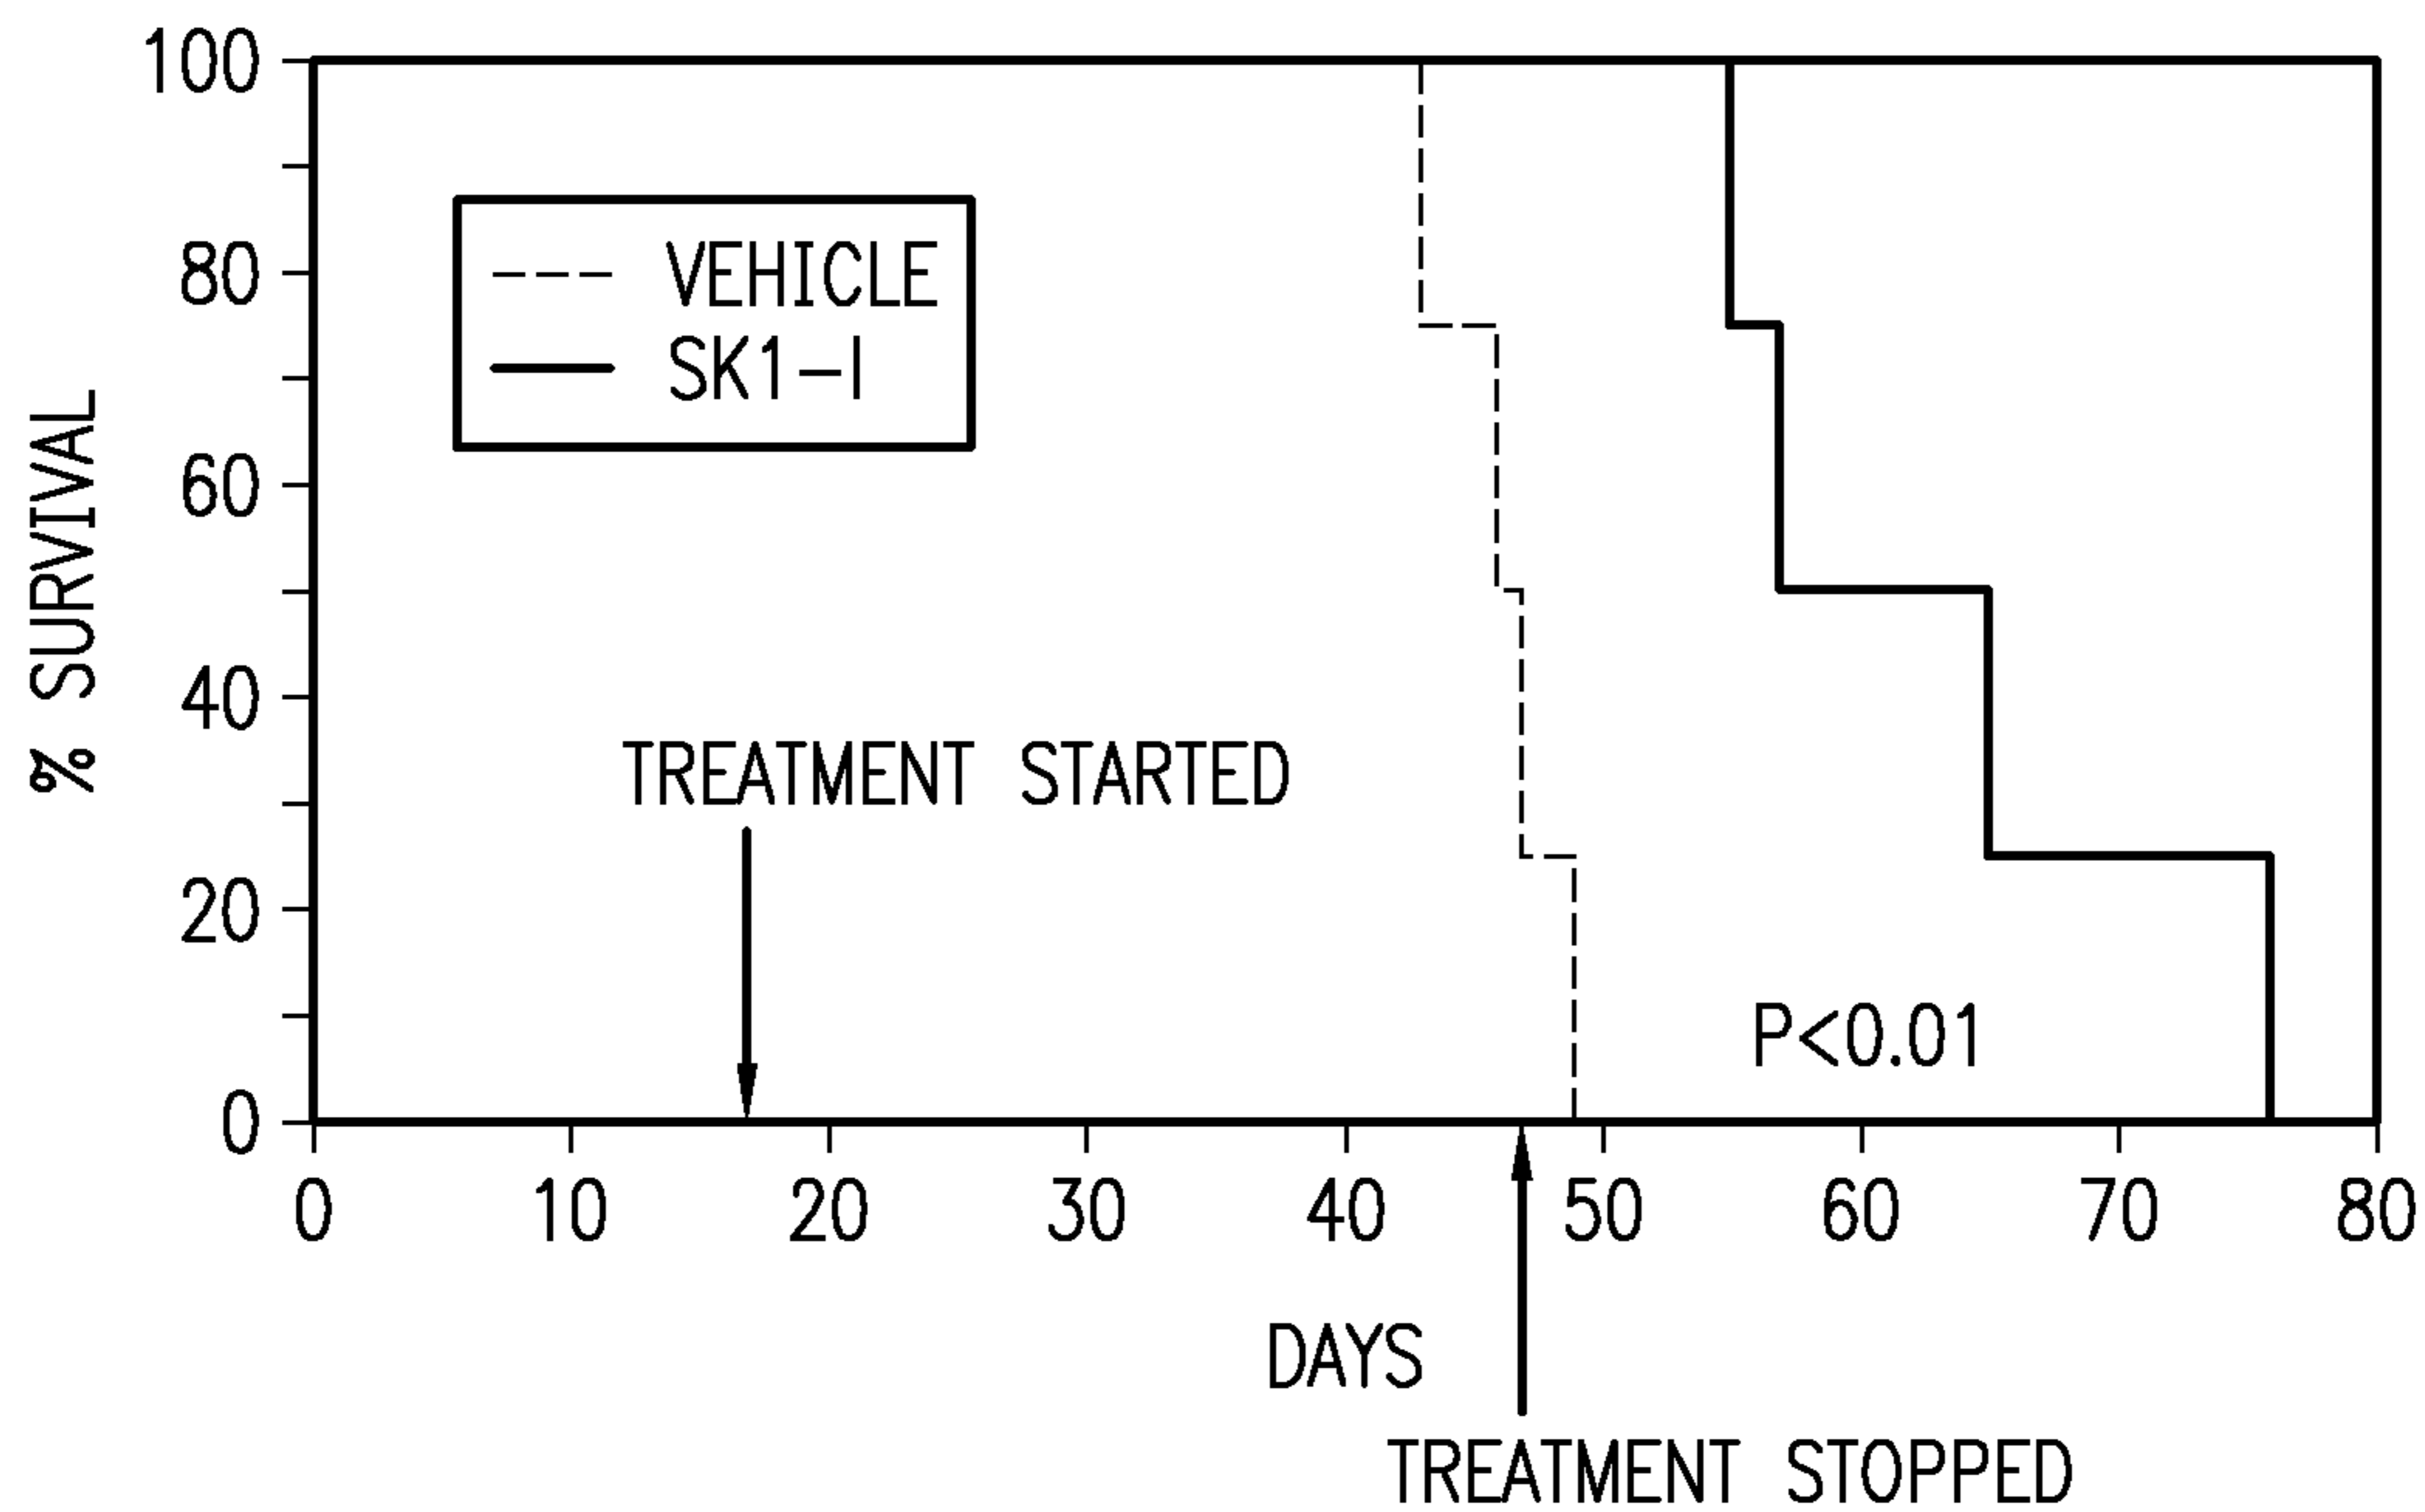 100
80
60
40
20
0
% SURVIVAL
VEHICLE
SK1-I
TREATMENT STARTED
P<0.01
0 10 20 30 40 50 60 70 80
DAYS
TREATMENT STOPPED